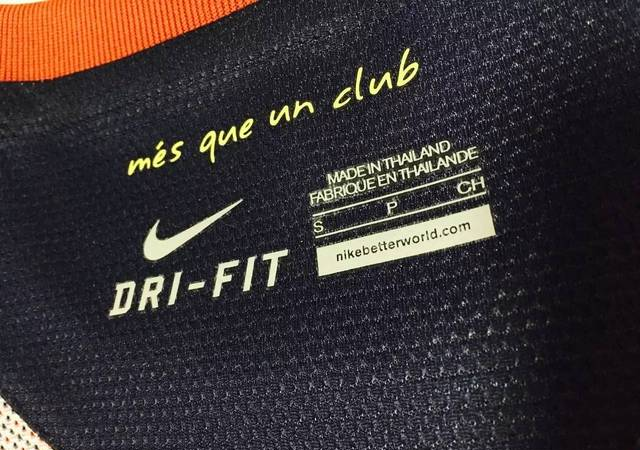 més que un club
MADE IN THAILAND
FABRIQUE EN THAILANDE
S P CH
nikebetterworld.com
DRI-FIT